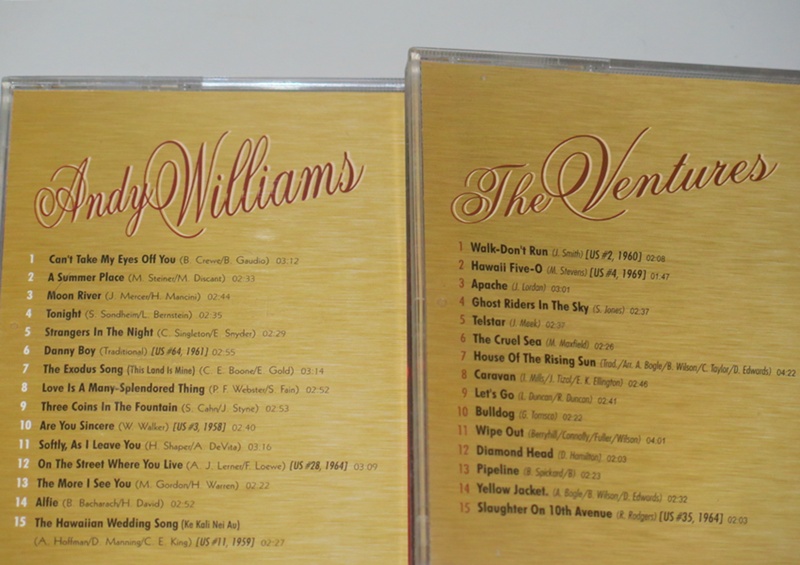 Andy Williams
1 Can't Take My Eyes Off You (B. Crewe/B. Gaudio) 03:12
2 A Summer Place (M. Steiner/M. Discant) 02:33
3 Moon River (J. Mercer/H. Mancini) 02:44
4 Tonight (S. Sondheim/L. Bernstein) 02:35
5 Strangers In The Night (C. Singleton/E. Snyder) 02:29
6 Danny Boy (Traditional) [US #64, 1961] 02:55
7 The Exodus Song (This Land Is Mine) (C. E. Boone/E. Gold) 03:14
8 Love Is A Many-Splendored Thing (P. F. Webster/S. Fain) 02:52
9 Three Coins In The Fountain (S. Cahn/J. Styne) 02:53
10 Are You Sincere (W. Walker) [US #3, 1958] 02:40
11 Softly, As I Leave You (H. Shaper/A. DeVita) 03:16
12 On The Street Where You Live (A. J. Lerner/F. Loewe) [US #28, 1964] 03:09
13 The More I See You (M. Gordon/H. Warren) 02:22
14 Alfie (B. Bacharach/H. David) 02:52
15 The Hawaiian Wedding Song (Ke Kali Nei Au)
(A. Hoffman/D. Manning/C. E. King) [US #11, 1959] 02:27
The Ventures
1 Walk-Don't Run (J. Smith) [US #2, 1960] 02:08
2 Hawaii Five-O (M. Stevens) [US #4, 1969] 01:47
3 Apache (J. Lordan) 03:01
4 Ghost Riders In The Sky (S. Jones) 02:37
5 Telstar (J. Meek) 02:37
6 The Cruel Sea (M. Maxfield) 02:26
7 House Of The Rising Sun (Trad./Arr. A. Bogle/B. Wilson/C. Taylor/D. Edwards) 04:22
8 Caravan (I. Mills/J. Tizol/E. K. Ellington) 02:46
9 Let's Go (L. Duncan/R. Duncan) 02:41
10 Bulldog (G. Tomsco) 02:22
11 Wipe Out (Berryhill/Connolly/Fuller/Wilson) 04:01
12 Diamond Head (D. Hamilton) 02:03
13 Pipeline (B. Spickard/B) 02:23
14 Yellow Jacket. (A. Bogle/B. Wilson/D. Edwards) 02:32
15 Slaughter On 10th Avenue (R. Rodgers) [US #35, 1964] 02:03